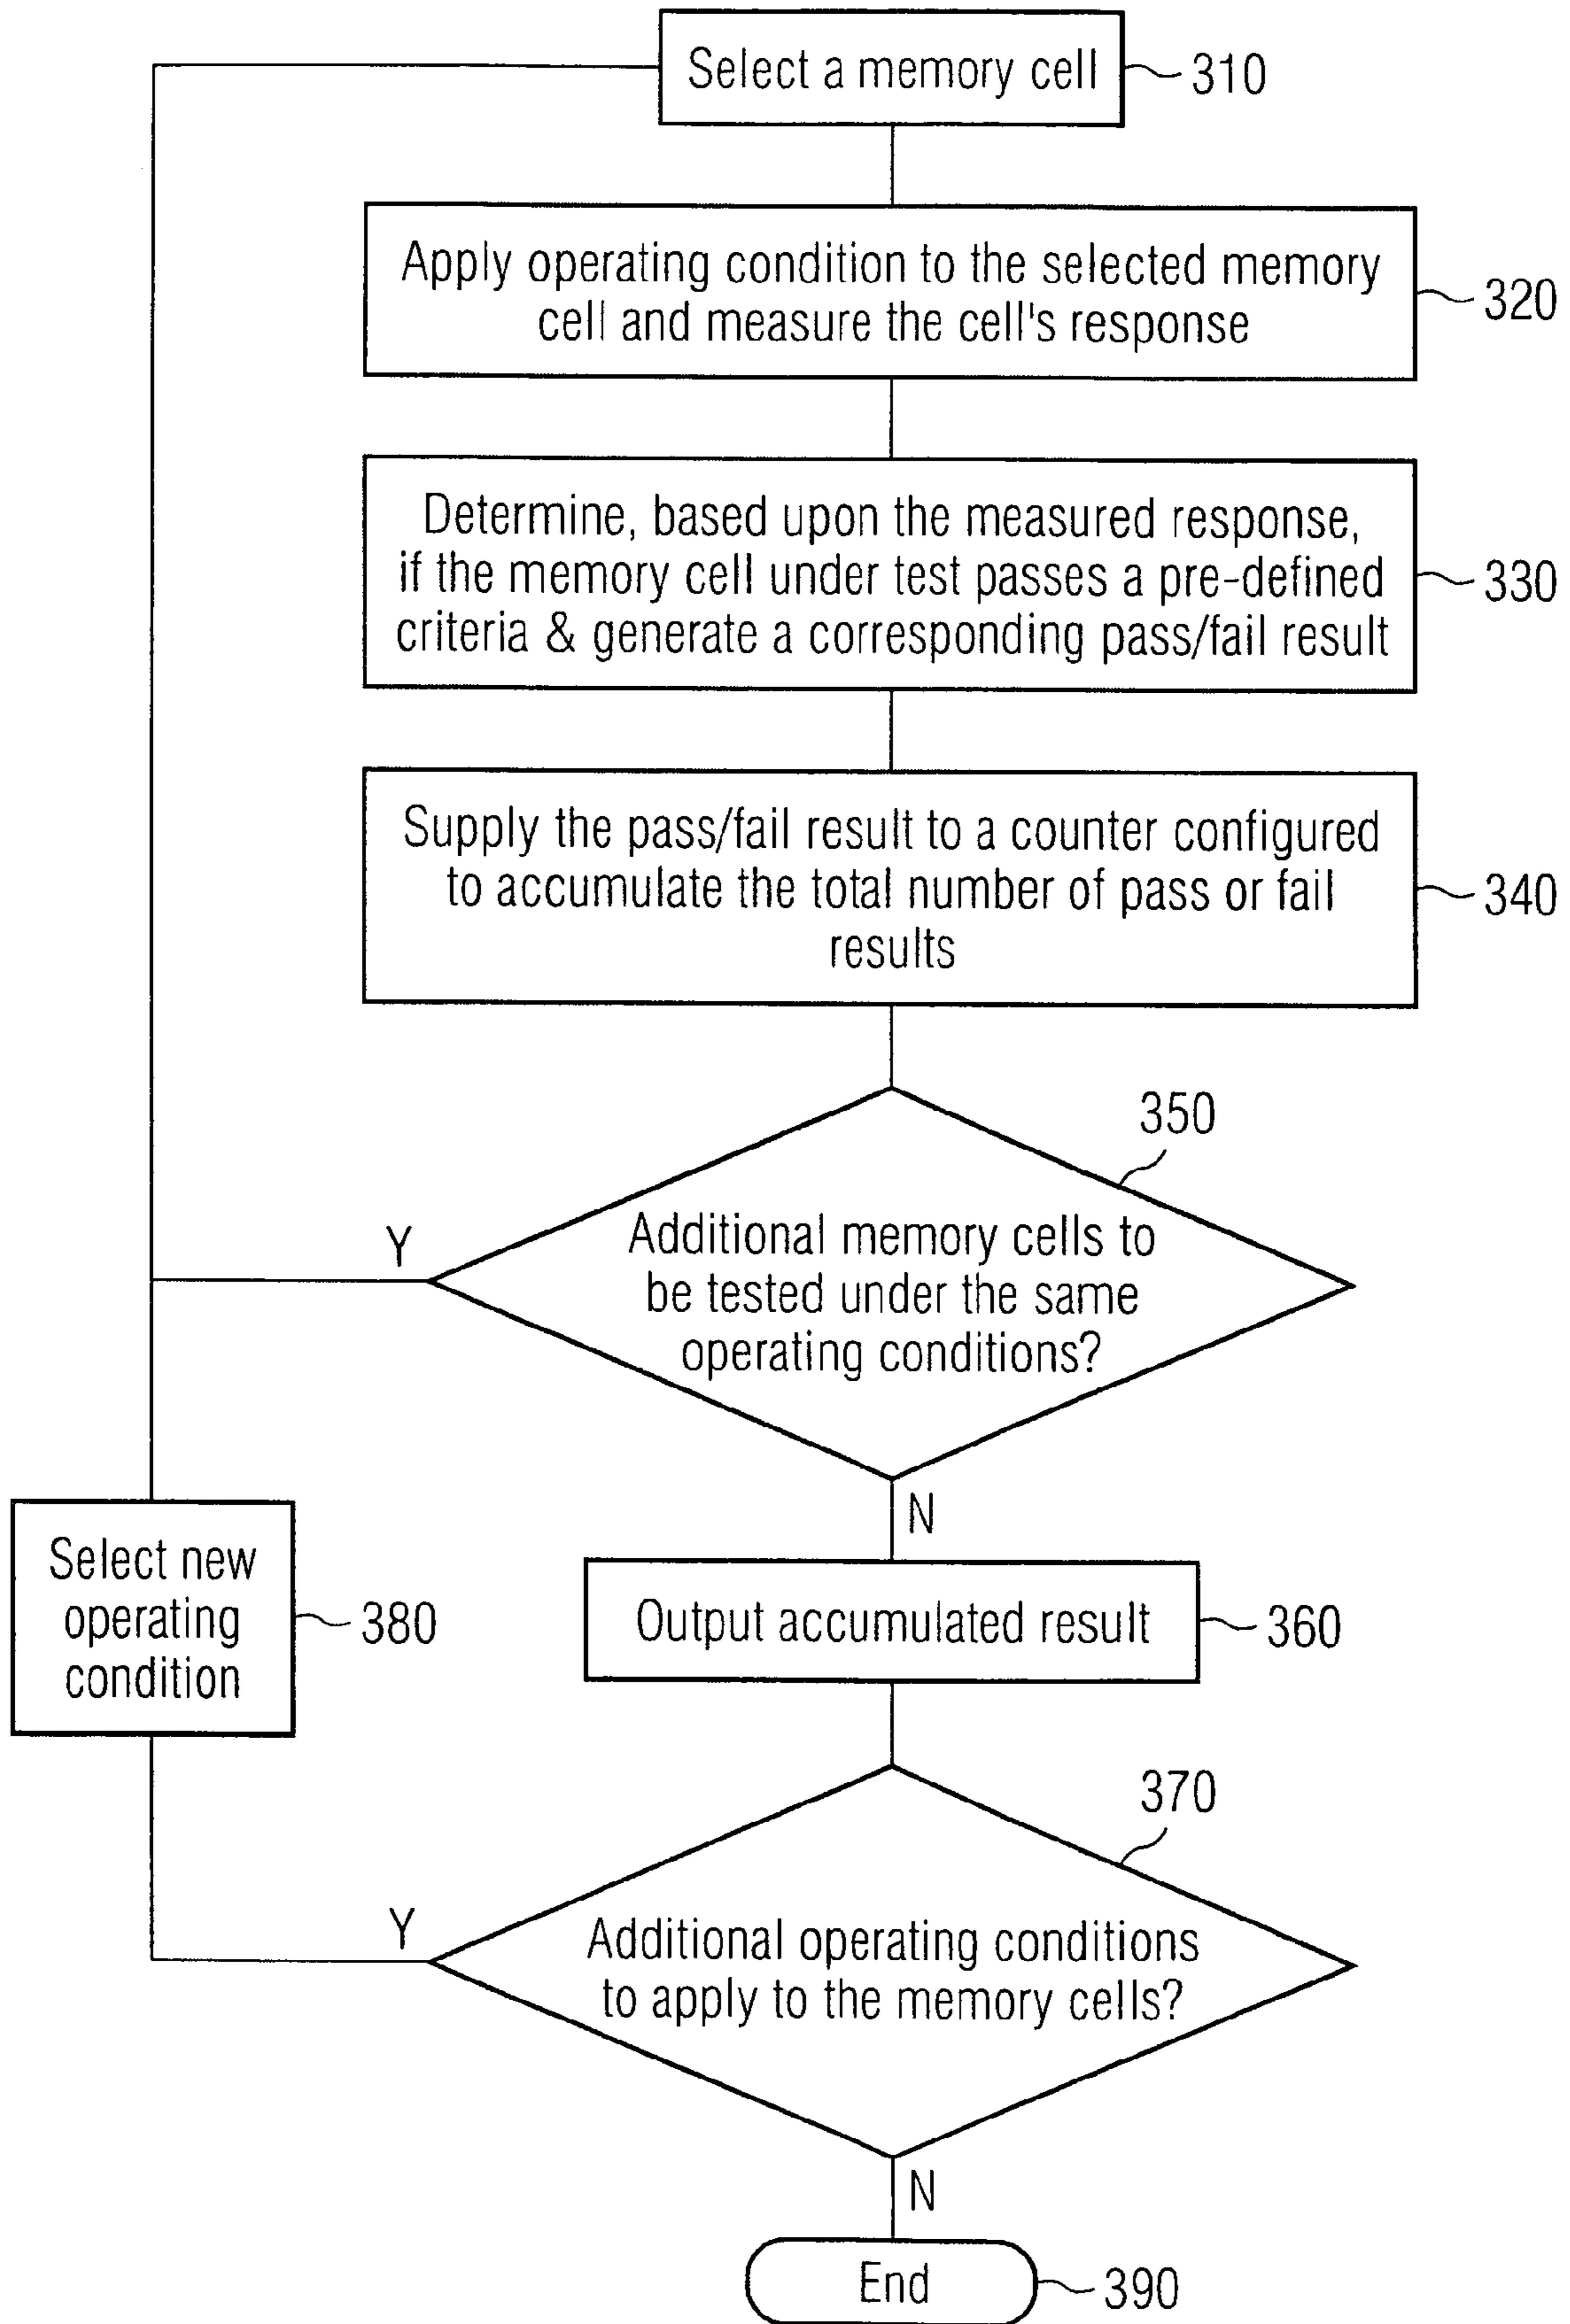 Select a memory cell
310
Apply operating condition to the selected memory
cell and measure the cell's response
320
Determine, based upon the measured response,
if the memory cell under test passes a pre-defined
criteria & generate a corresponding pass/fail result
330
Supply the pass/fail result to a counter configured
to accumulate the total number of pass or fail
results
340
350
Additional memory cells to
be tested under the same
operating conditions?
Y
N
Select new
operating
condition
380
Output accumulated result
360
370
Additional operating conditions
to apply to the memory cells?
Y
N
End
390